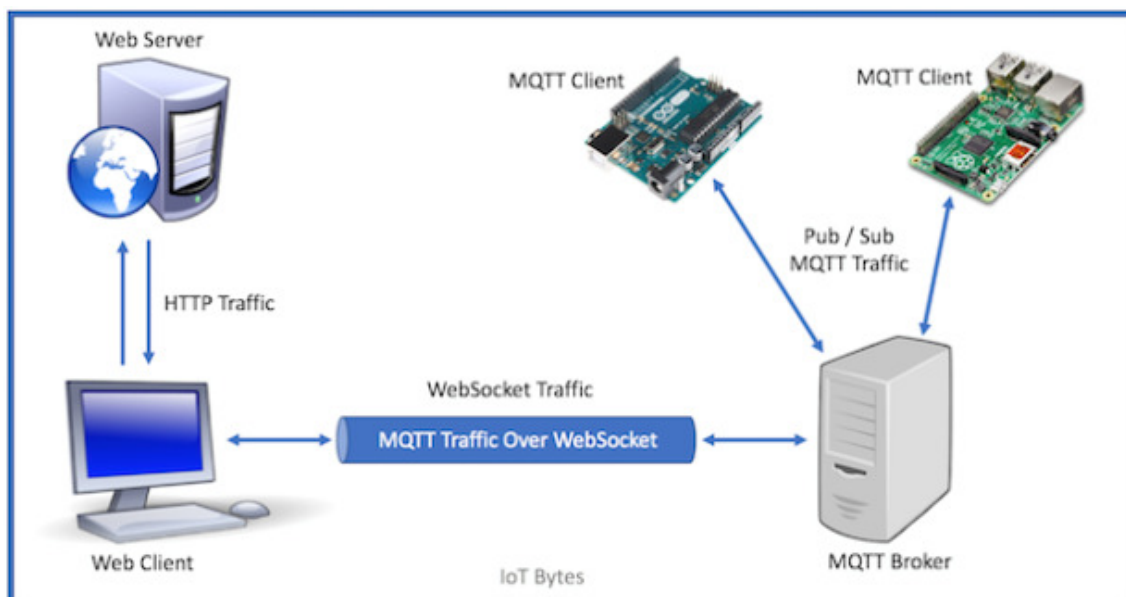 Web Server
MQTT Client
MQTT Client
Pub / Sub
MQTT Traffic
HTTP Traffic
WebSocket Traffic
MQTT Traffic Over WebSocket
Web Client
MQTT Broker
IoT Bytes